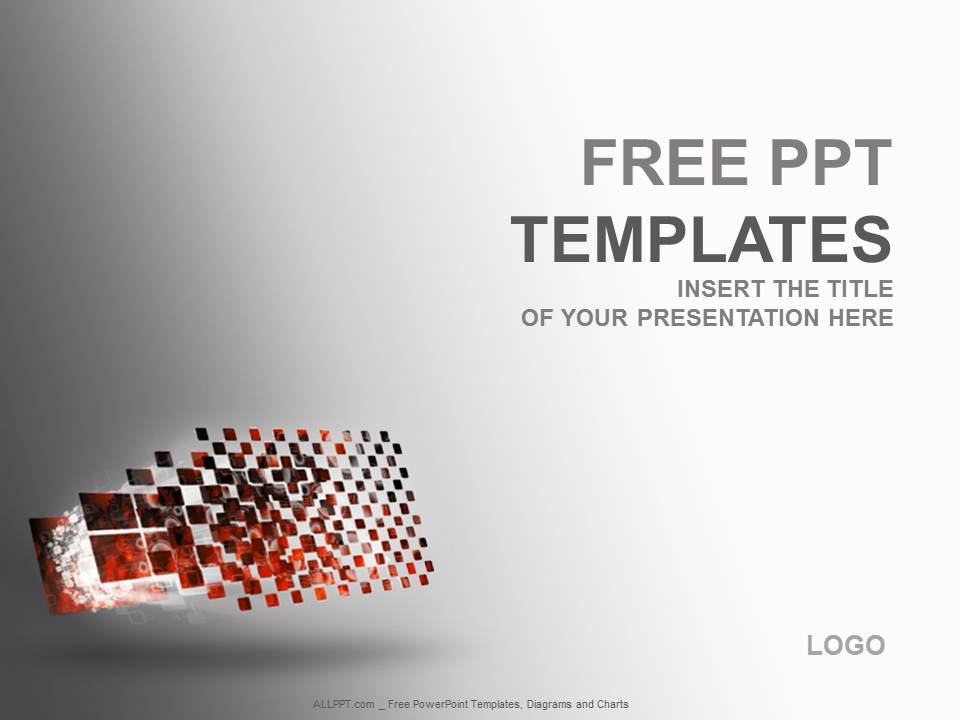 FREE PPT
TEMPLATES
INSERT THE TITLE
OF YOUR PRESENTATION HERE
LOGO
ALLPPT.com _ Free PowerPoint Templates, Diagrams and Charts